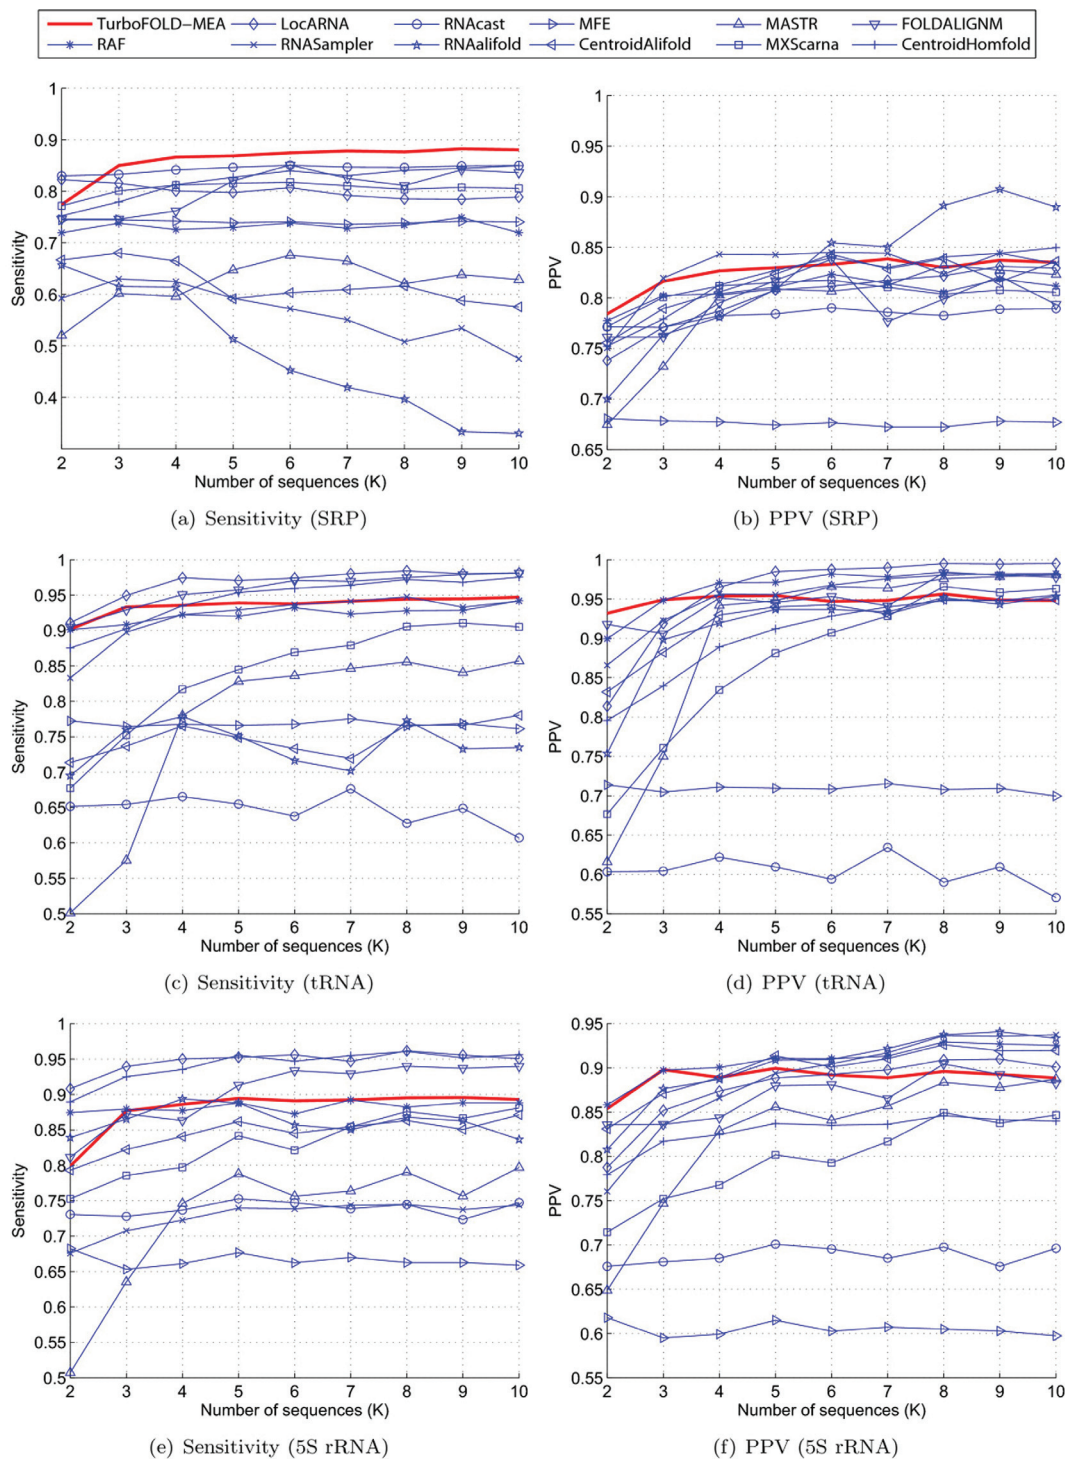 TurboFOLD-MEA LocARNA RNAcast MFE MASTR FOLDALIGNM
RAF RNASampler RNAalifold CentroidAlifold MXScarna CentroidHomfold
Sensitivity
1
0.9
0.8
0.7
0.6
0.5
0.4
2 3 4 5 6 7 8 9 10
Number of sequences (K)
(a) Sensitivity (SRP)
PPV
1
0.95
0.9
0.85
0.8
0.75
0.7
0.65
2 3 4 5 6 7 8 9 10
Number of sequences (K)
(b) PPV (SRP)
Sensitivity
1
0.95
0.9
0.85
0.8
0.75
0.7
0.65
0.6
0.55
0.5
2 3 4 5 6 7 8 9 10
Number of sequences (K)
(c) Sensitivity (tRNA)
PPV
1
0.95
0.9
0.85
0.8
0.75
0.7
0.65
0.6
0.55
2 3 4 5 6 7 8 9 10
Number of sequences (K)
(d) PPV (tRNA)
Sensitivity
1
0.95
0.9
0.85
0.8
0.75
0.7
0.65
0.6
0.55
0.5
2 3 4 5 6 7 8 9 10
Number of sequences (K)
(e) Sensitivity (5S rRNA)
PPV
0.95
0.9
0.85
0.8
0.75
0.7
0.65
0.6
0.55
2 3 4 5 6 7 8 9 10
Number of sequences (K)
(f) PPV (5S rRNA)